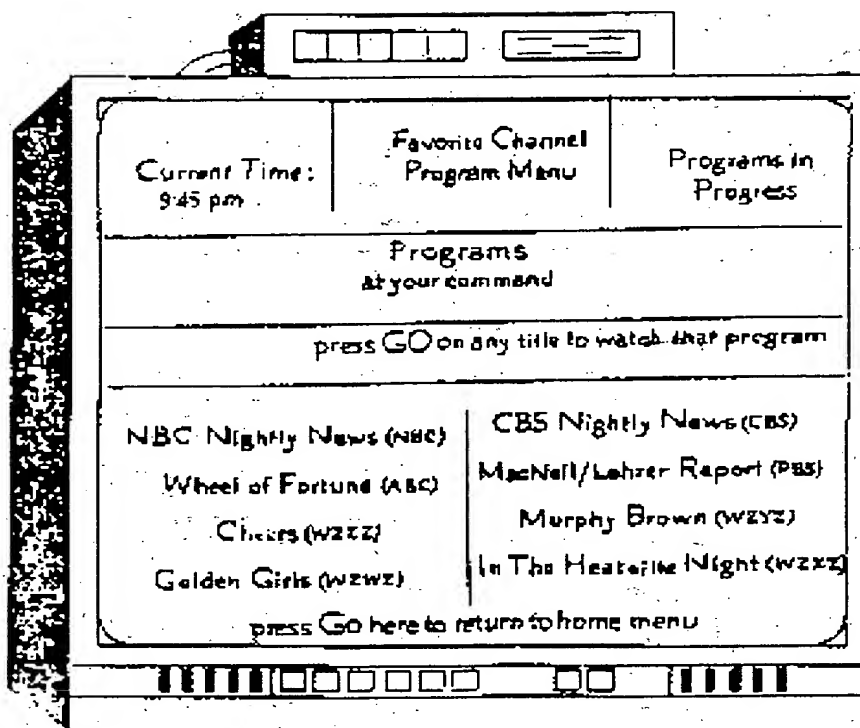 Current Time:
9:45 pm
Favorite Channel
Program Menu
Programs in
Progress
Programs
at your command
press GO on any title to watch that program
NBC Nightly News (NBC)
Wheel of Fortune (ABC)
Cheers (WZXZ)
Golden Girls (WZWZ)
CBS Nightly News (CBS)
MacNeil/Lehrer Report (PBS)
Murphy Brown (WZYZ)
In The Heat of the Night (WZXZ)
press Go here to return to home menu